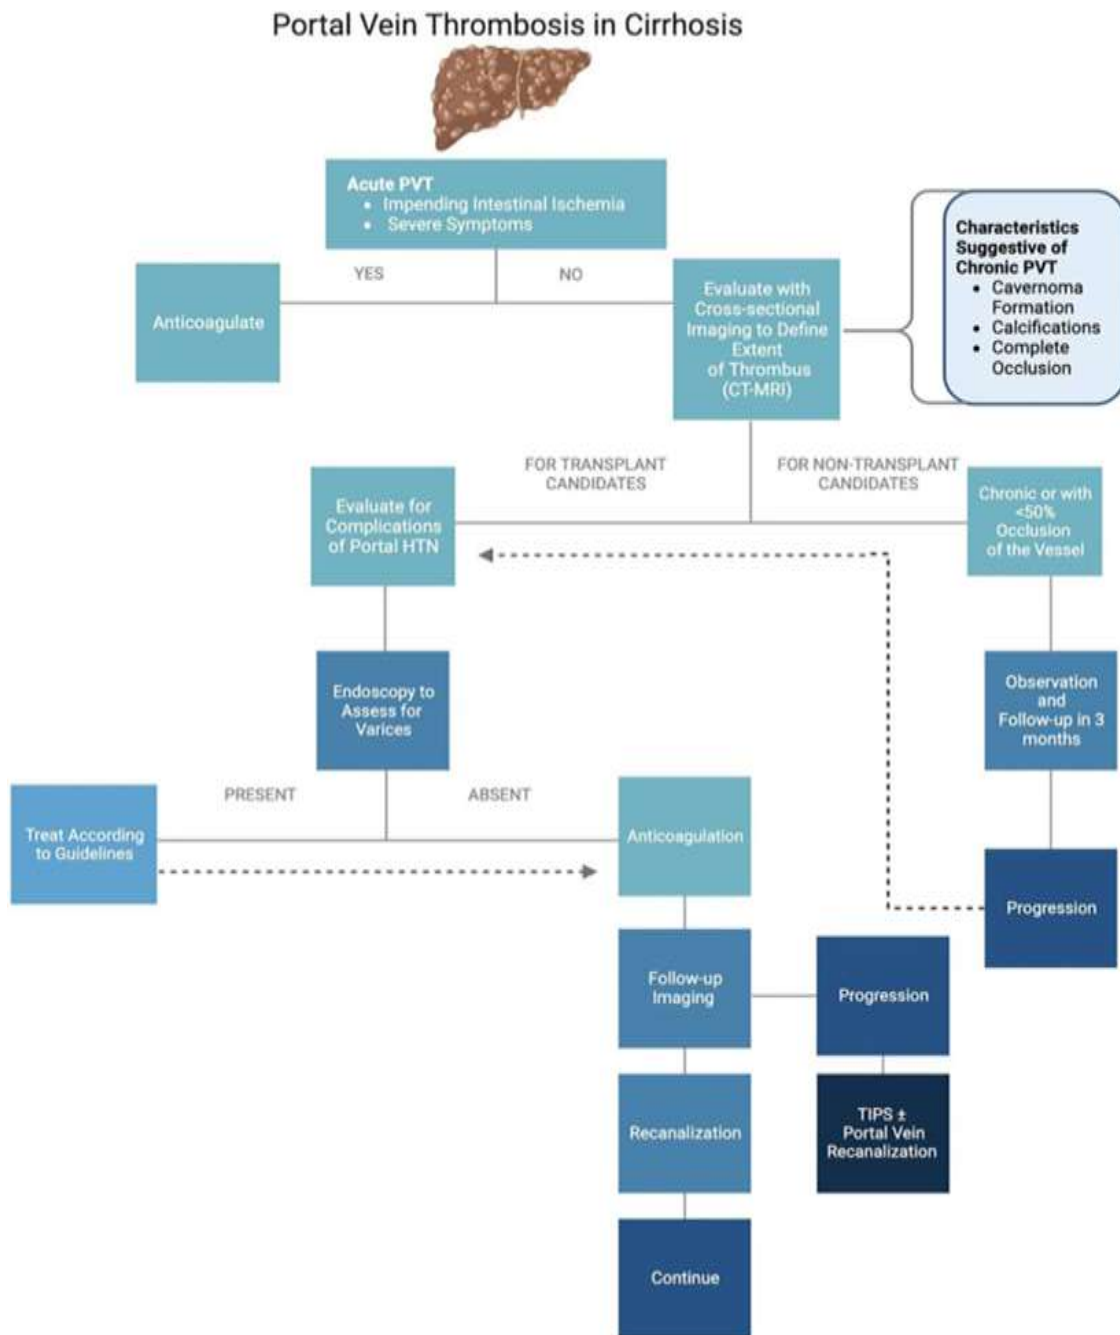 Portal Vein Thrombosis in Cirrhosis
Acute PVT
• Impending Intestinal Ischemia
• Severe Symptoms
YES
NO
Anticoagulate
Evaluate with
Cross-sectional
Imaging to Define
Extent
of Thrombus
(CT-MRI)
Characteristics
Suggestive of
Chronic PVT
• Cavernoma
Formation
• Calcifications
• Complete
Occlusion
FOR TRANSPLANT
CANDIDATES
FOR NON-TRANSPLANT
CANDIDATES
Evaluate for
Complications
of Portal HTN
Chronic or with
<50%
Occlusion
of the Vessel
Endoscopy to
Assess for
Varices
Observation
and
Follow-up in 3
months
PRESENT
ABSENT
Treat According
to Guidelines
Anticoagulation
Progression
Follow-up
Imaging
Progression
Recanalization
TIPS ±
Portal Vein
Recanalization
Continue